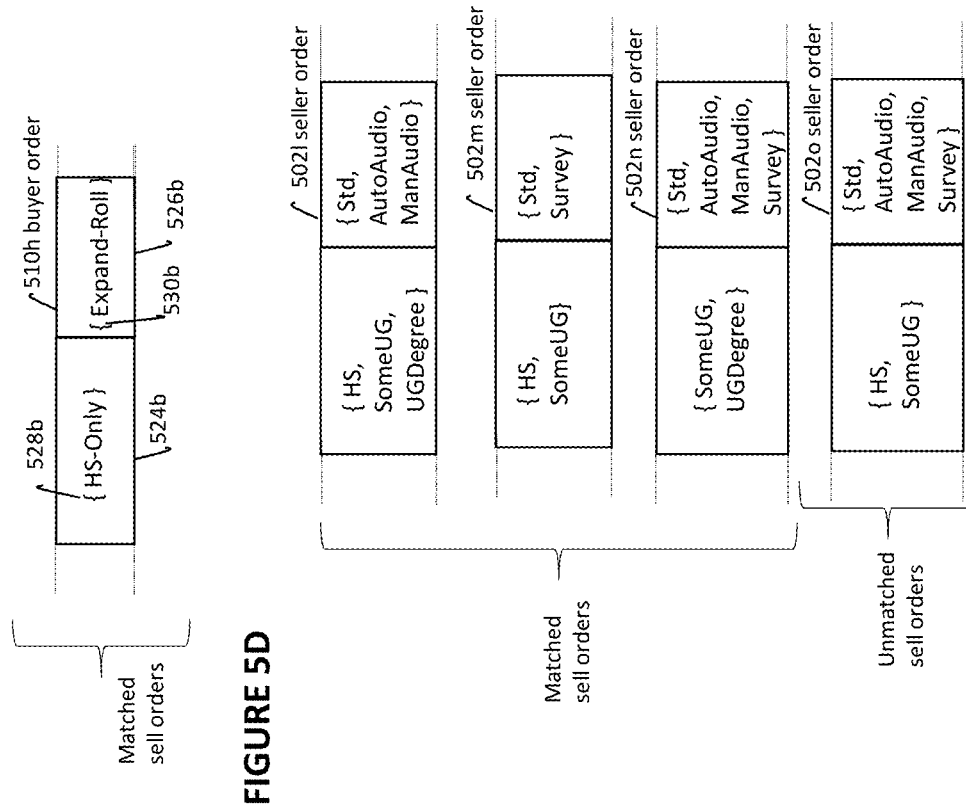 510h buyer order
528b
{ HS-Only }
{ Expand-Roll }
524b
530b
526b
Matched
sell orders
FIGURE 5D
502l seller order
{ HS,
SomeUG,
UGDegree }
{ Std,
AutoAudio,
ManAudio }
502m seller order
{ HS,
SomeUG}
{ Std,
Survey }
502n seller order
{ SomeUG,
UGDegree }
{ Std,
AutoAudio,
ManAudio,
Survey }
Matched
sell orders
502o seller order
{ HS,
SomeUG }
{ Std,
AutoAudio,
ManAudio,
Survey }
Unmatched
sell orders